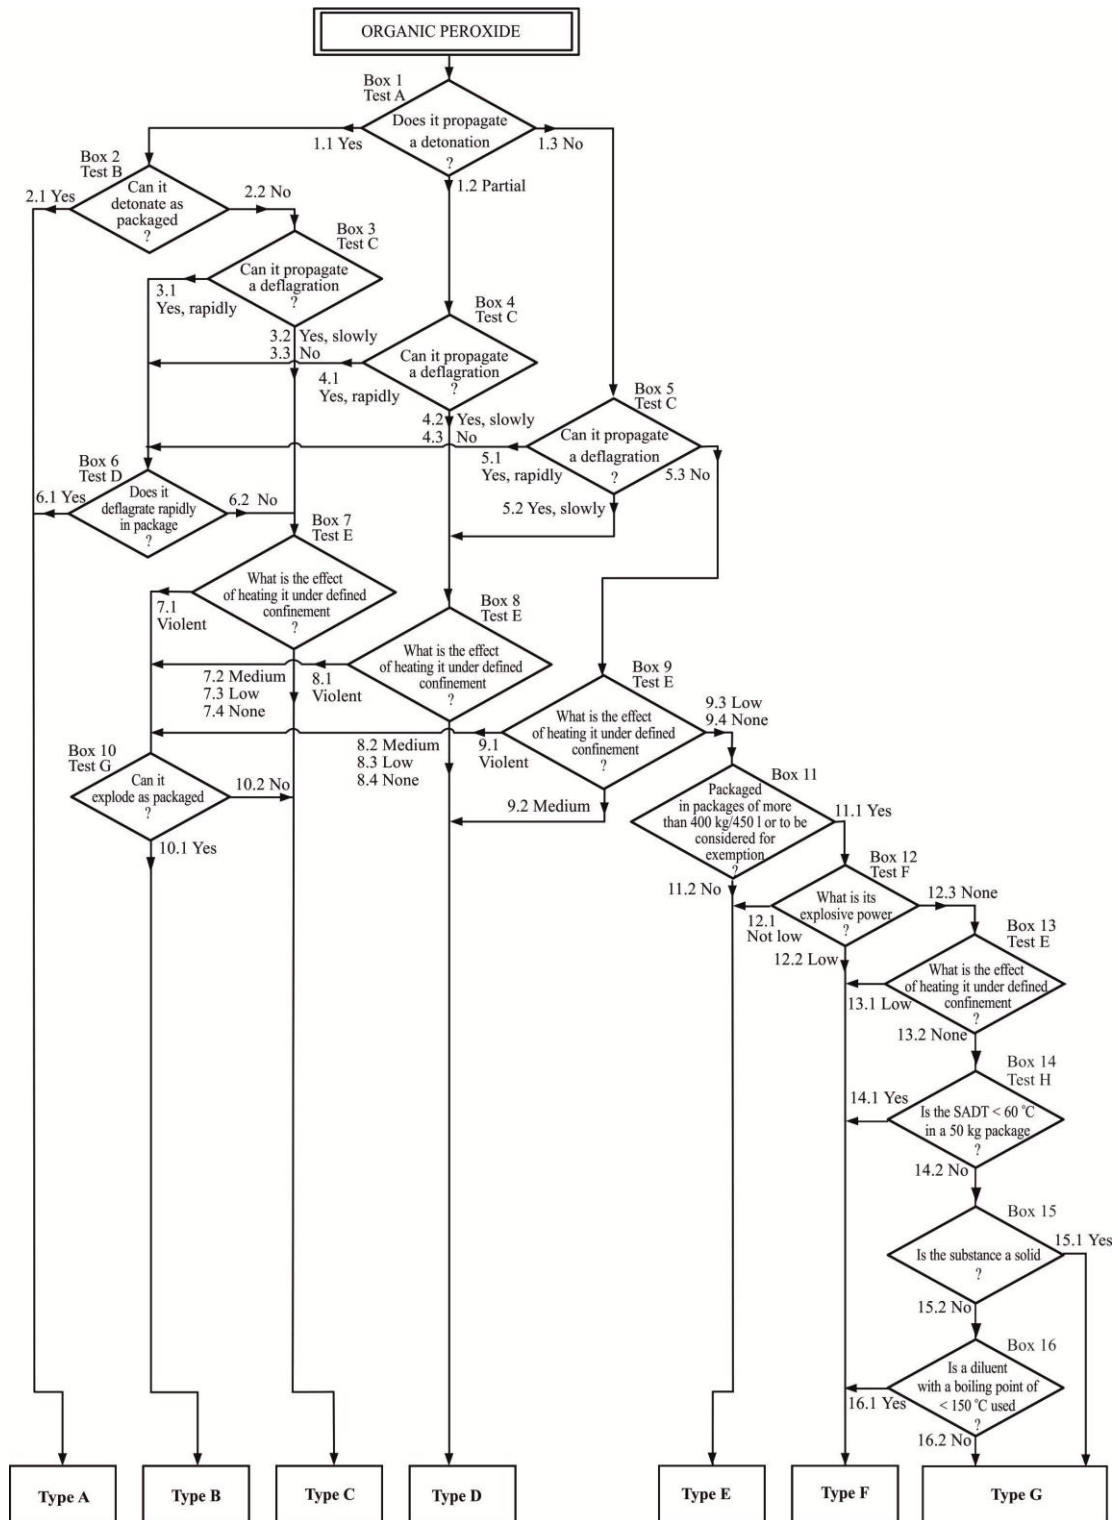 ORGANIC PEROXIDE
Box 1
Test A
Does it propagate
a detonation
?
1.1 Yes
1.3 No
1.2 Partial
Box 2
Test B
Can it
detonate as
packaged
?
2.1 Yes
2.2 No
Box 3
Test C
Can it propagate
a deflagration
?
3.1
Yes, rapidly
3.2 Yes, slowly
3.3 No
Box 4
Test C
Can it propagate
a deflagration
?
4.1
Yes, rapidly
4.2 Yes, slowly
4.3 No
Box 5
Test C
Can it propagate
a deflagration
?
5.1
Yes, rapidly
5.3 No
5.2 Yes, slowly
Box 6
Test D
Does it
deflagrate rapidly
in package
?
6.1 Yes
6.2 No
Box 7
Test E
What is the effect
of heating it under defined
confinement
?
7.1
Violent
7.2 Medium
7.3 Low
7.4 None
Box 8
Test E
What is the effect
of heating it under defined
confinement
?
8.1
Violent
8.2 Medium
8.3 Low
8.4 None
Box 9
Test E
What is the effect
of heating it under defined
confinement
?
9.1
Violent
9.2 Medium
9.3 Low
9.4 None
Box 10
Test G
Can it
explode as packaged
?
10.2 No
10.1 Yes
Box 11
Packaged
in packages of more
than 400 kg/450 l or to be
considered for
exemption
?
11.1 Yes
11.2 No
Box 12
Test F
What is its
explosive power
?
12.1
Not low
12.2 Low
12.3 None
Box 13
Test E
What is the effect
of heating it under defined
confinement
?
13.1 Low
13.2 None
Box 14
Test H
Is the SADT < 60 °C
in a 50 kg package
?
14.1 Yes
14.2 No
Box 15
Is the substance a solid
?
15.1 Yes
15.2 No
Box 16
Is a diluent
with a boiling point of
< 150 °C used
?
16.1 Yes
16.2 No
Type A
Type B
Type C
Type D
Type E
Type F
Type G